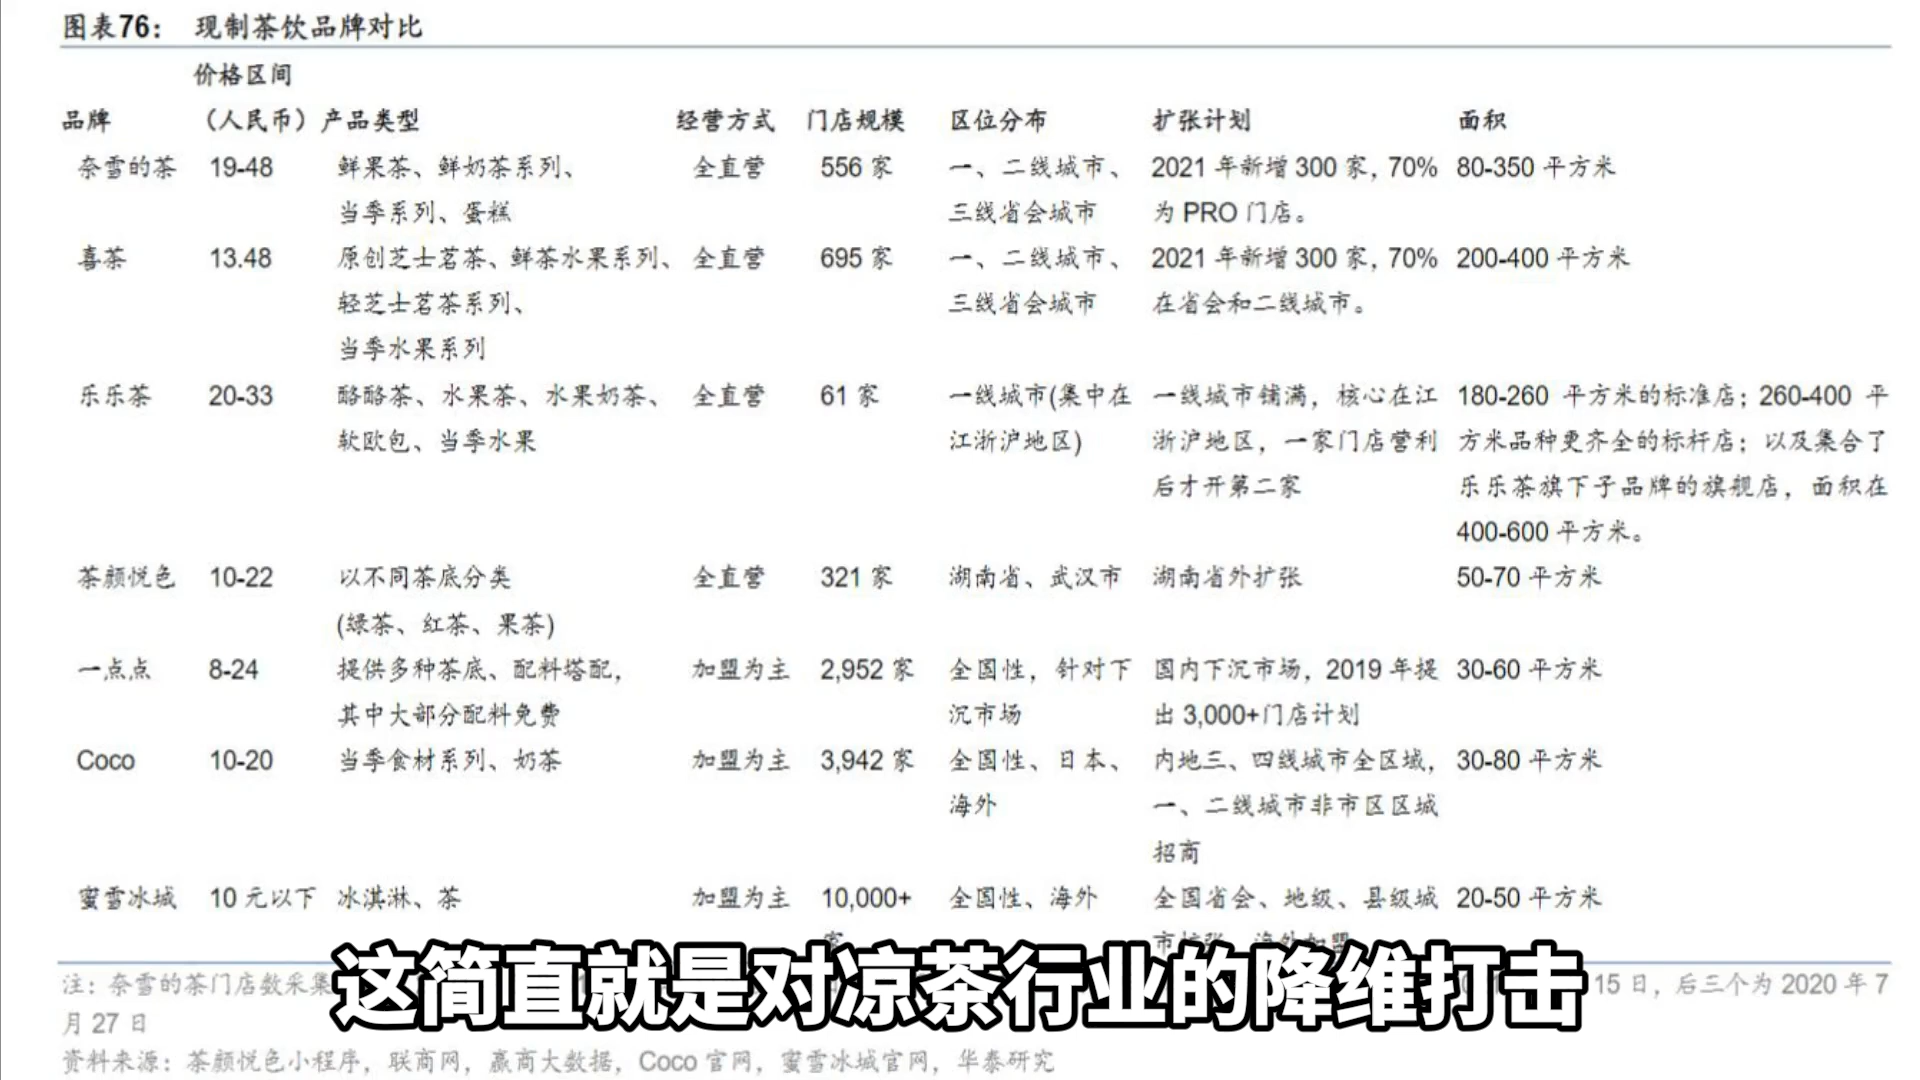 图表76： 现制茶饮品牌对比
价格区间
品牌 （人民币）产品类型 经营方式 门店规模 区位分布 扩张计划 面积
奈雪的茶 19-48 鲜果茶、鲜奶茶系列、 全直营 556 家 一、二线城市、 2021 年新增 300 家，70% 80-350 平方米
当季系列、蛋糕 三线省会城市 为 PRO 门店。
喜茶 13.48 原创芝士茗茶、鲜茶水果系列、 全直营 695 家 一、二线城市、 2021 年新增 300 家，70% 200-400 平方米
轻芝士茗茶系列、 三线省会城市 在省会和二线城市。
当季水果系列
乐乐茶 20-33 酪酪茶、水果茶、水果奶茶、 全直营 61 家 一线城市(集中在 一线城市铺满，核心在江 180-260 平方米的标准店；260-400 平
软欧包、当季水果 江浙沪地区) 浙沪地区，一家门店营利 方米品种更齐全的标杆店；以及集合了
后才开第二家 乐乐茶旗下子品牌的旗舰店，面积在
400-600 平方米。
茶颜悦色 10-22 以不同茶底分类 全直营 321 家 湖南省、武汉市 湖南省外扩张 50-70 平方米
(绿茶、红茶、果茶)
一点点 8-24 提供多种茶底、配料搭配， 加盟为主 2,952 家 全国性，针对下 国内下沉市场，2019 年提 30-60 平方米
其中大部分配料免费 沉市场 出 3,000+门店计划
Coco 10-20 当季食材系列、奶茶 加盟为主 3,942 家 全国性、日本、 内地三、四线城市全区域， 30-80 平方米
海外 一、二线城市非市区区域
招商
蜜雪冰城 10 元以下 冰淇淋、茶 加盟为主 10,000+ 全国性、海外 全国省会、地级、县级城 20-50 平方米
这简直就是对凉茶行业的降维打击
注：奈雪的茶门店数采集 15 日，后三个为 2020 年 7
月 27 日
资料来源：茶颜悦色小程序，联商网，赢商大数据，Coco 官网，蜜雪冰城官网，华泰研究